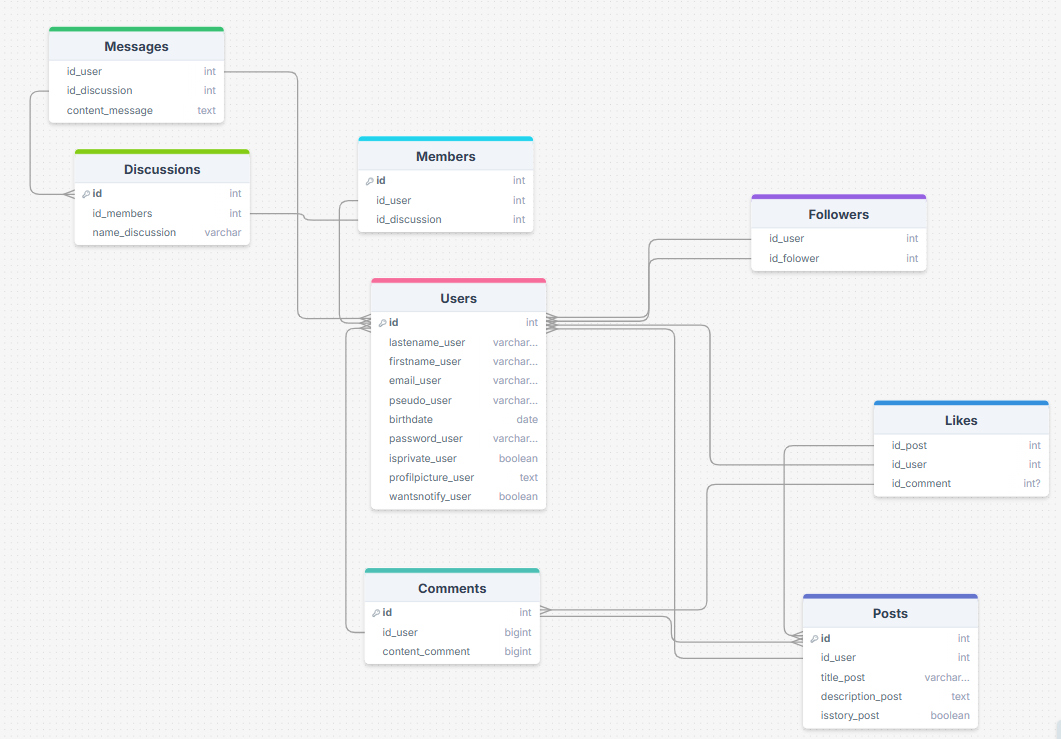 Messages
id_user int
id_discussion int
content_message text
Discussions
id int
id_members int
name_discussion varchar
Members
id int
id_user int
id_discussion int
Followers
id_user int
id_folower int
Users
id int
lastename_user varchar...
firstname_user varchar...
email_user varchar...
pseudo_user varchar...
birthdate date
password_user varchar...
isprivate_user boolean
profilpicture_user text
wantsnotify_user boolean
Likes
id_post int
id_user int
id_comment int?
Comments
id int
id_user bigint
content_comment bigint
Posts
id int
id_user int
title_post varchar...
description_post text
isstory_post boolean